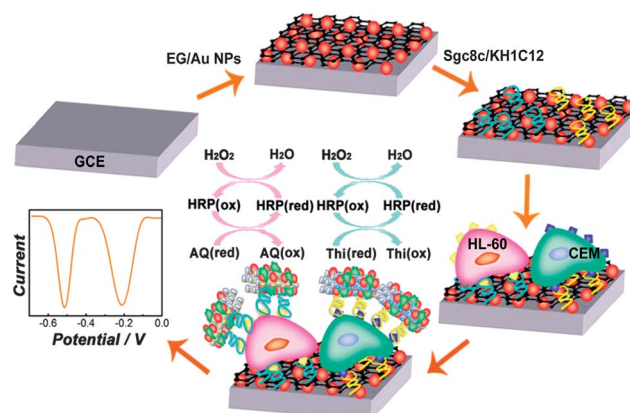 EG/Au NPs
Sgc8c/KH1C12
GCE
H2O2
H2O
H2O2
H2O
HRP(ox)
HRP(red)
HRP(ox)
HRP(red)
AQ(red)
AQ(ox)
Thi(red)
Thi(ox)
HL-60
CEM
Current
-0.6
-0.4
-0.2
0.0
Potential / V